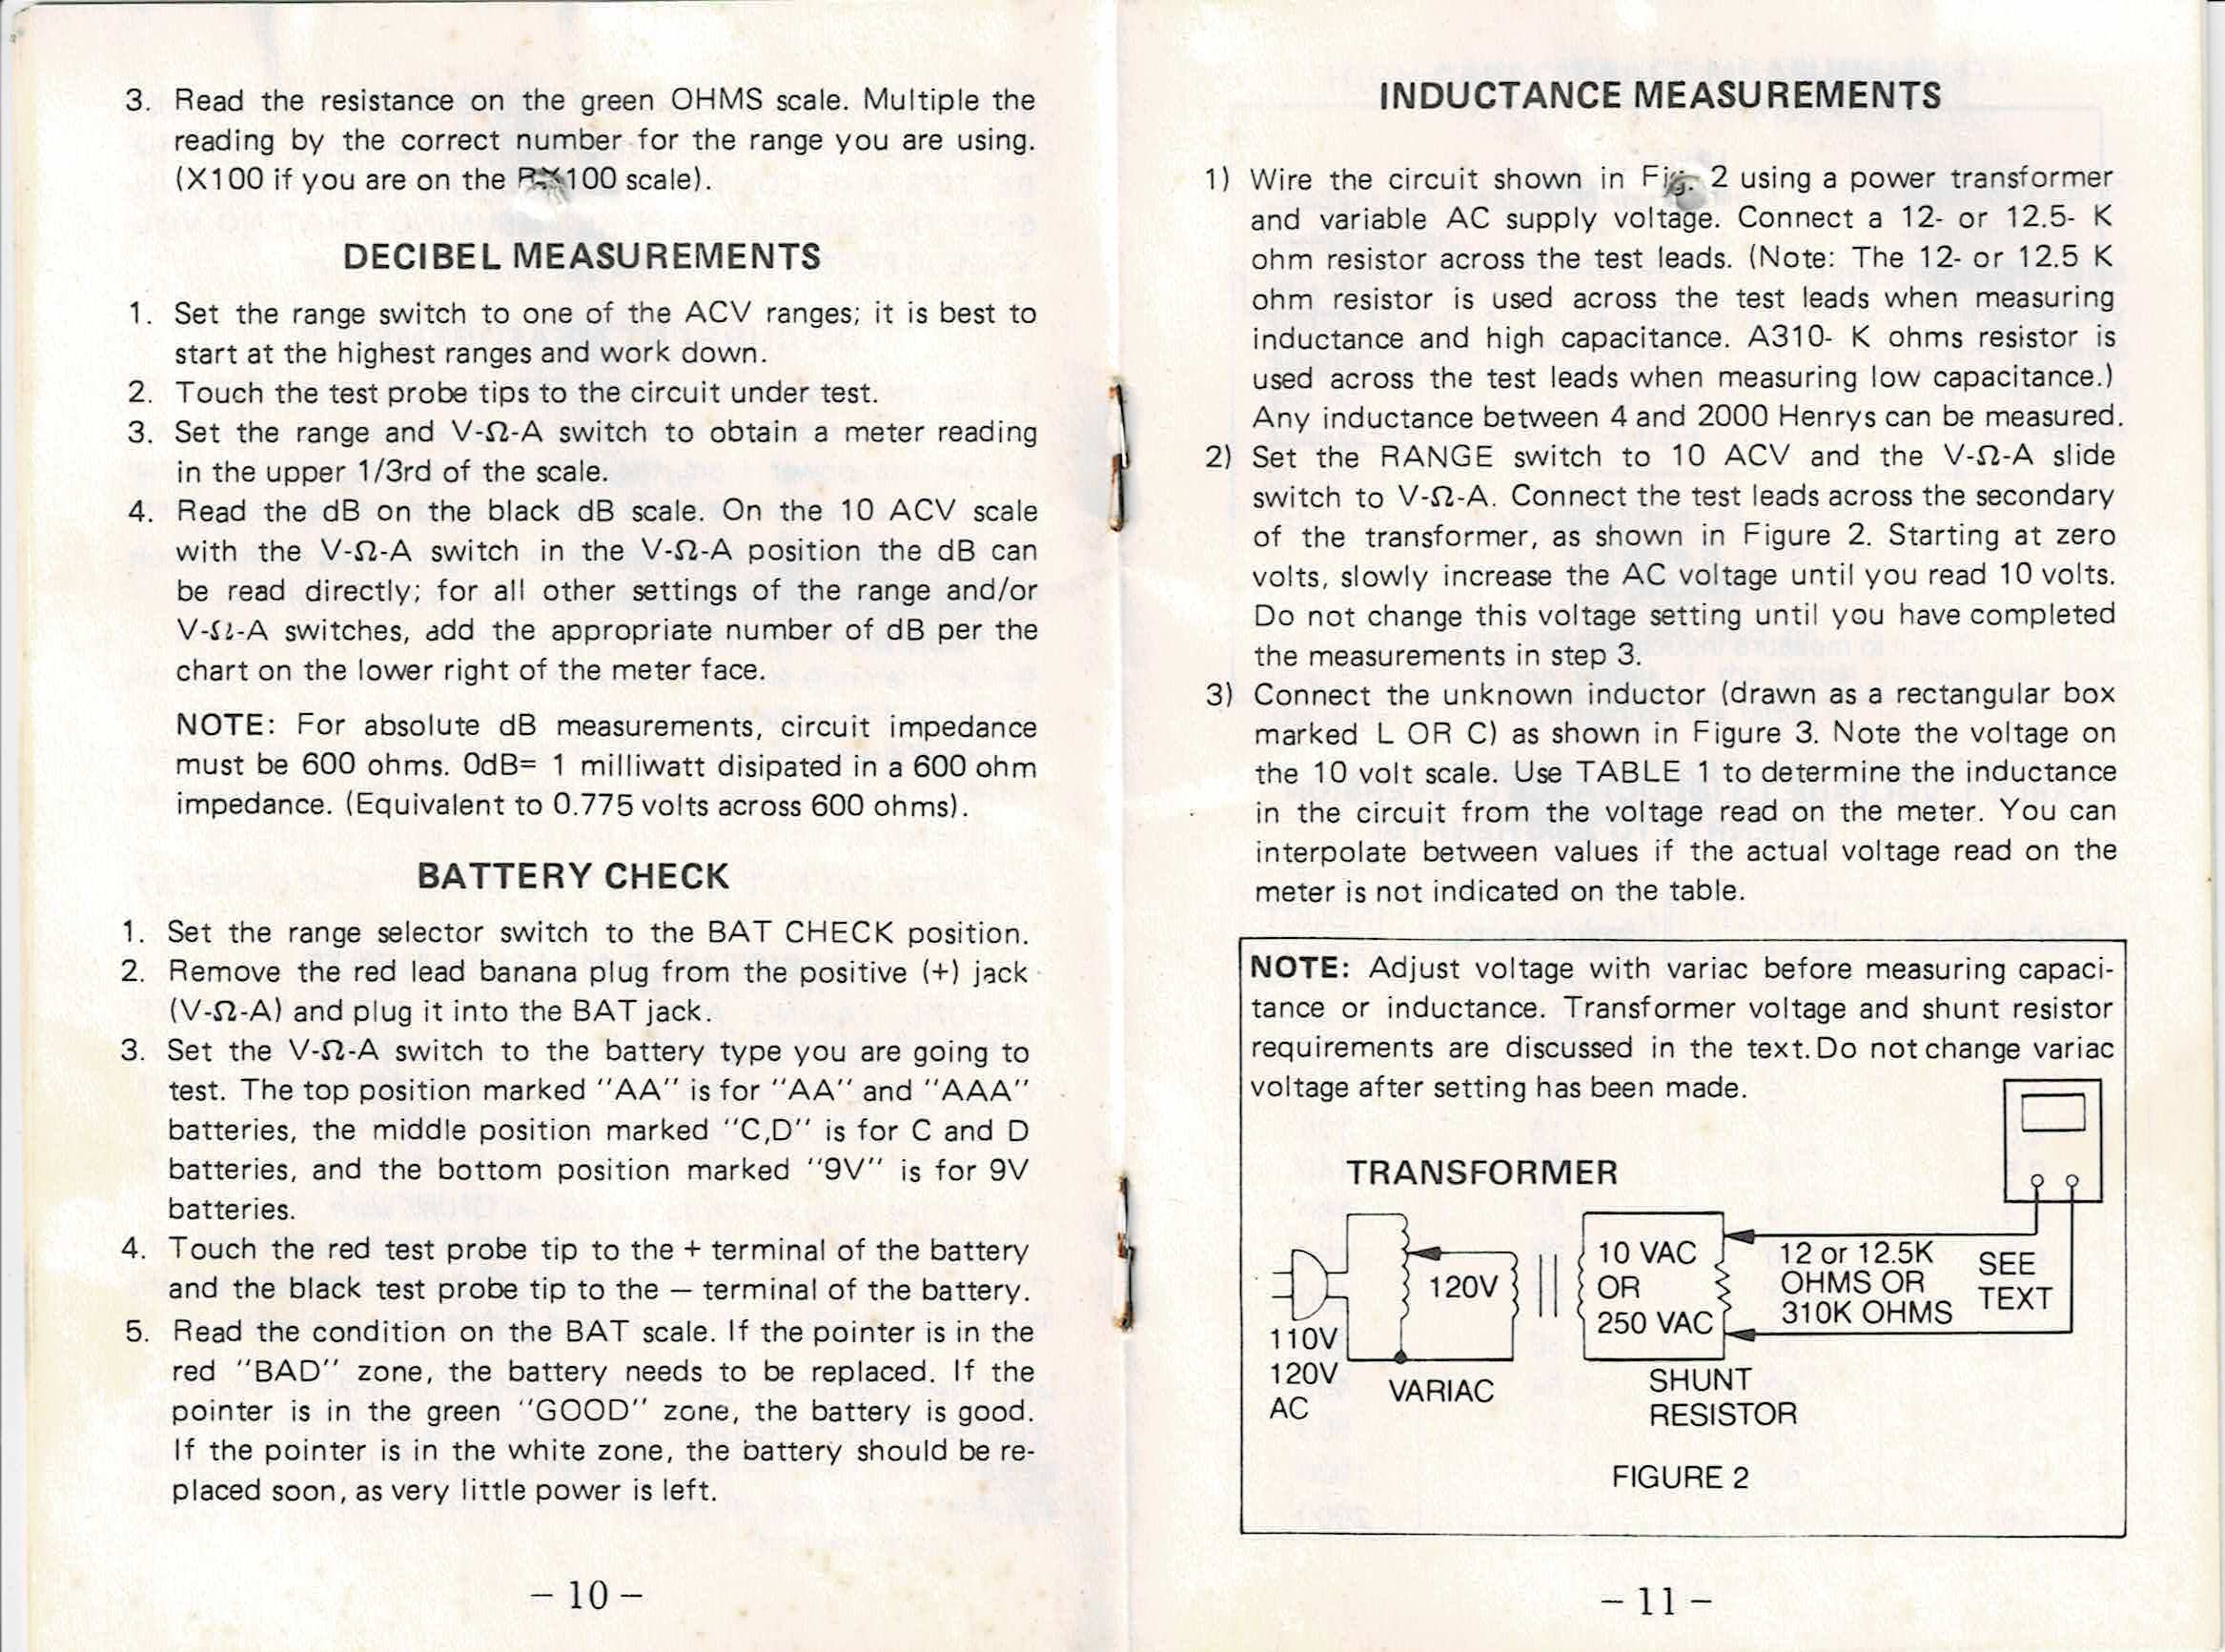 3. Read the resistance on the green OHMS scale. Multiple the
reading by the correct number for the range you are using.
(X100 if you are on the RX100 scale).
DECIBEL MEASUREMENTS
1. Set the range switch to one of the ACV ranges; it is best to
start at the highest ranges and work down.
2. Touch the test probe tips to the circuit under test.
3. Set the range and V-Ω-A switch to obtain a meter reading
in the upper 1/3rd of the scale.
4. Read the dB on the black dB scale. On the 10 ACV scale
with the V-Ω-A switch in the V-Ω-A position the dB can
be read directly; for all other settings of the range and/or
V-Ω-A switches, add the appropriate number of dB per the
chart on the lower right of the meter face.
NOTE: For absolute dB measurements, circuit impedance
must be 600 ohms. 0dB= 1 milliwatt disipated in a 600 ohm
impedance. (Equivalent to 0.775 volts across 600 ohms).
BATTERY CHECK
1. Set the range selector switch to the BAT CHECK position.
2. Remove the red lead banana plug from the positive (+) jack
(V-Ω-A) and plug it into the BAT jack.
3. Set the V-Ω-A switch to the battery type you are going to
test. The top position marked "AA" is for "AA" and "AAA"
batteries, the middle position marked "C,D" is for C and D
batteries, and the bottom position marked "9V" is for 9V
batteries.
4. Touch the red test probe tip to the + terminal of the battery
and the black test probe tip to the — terminal of the battery.
5. Read the condition on the BAT scale. If the pointer is in the
red "BAD" zone, the battery needs to be replaced. If the
pointer is in the green "GOOD" zone, the battery is good.
If the pointer is in the white zone, the battery should be re-
placed soon, as very little power is left.
– 10 –
INDUCTANCE MEASUREMENTS
1) Wire the circuit shown in Fig. 2 using a power transformer
and variable AC supply voltage. Connect a 12- or 12.5- K
ohm resistor across the test leads. (Note: The 12- or 12.5 K
ohm resistor is used across the test leads when measuring
inductance and high capacitance. A310- K ohms resistor is
used across the test leads when measuring low capacitance.)
Any inductance between 4 and 2000 Henrys can be measured.
2) Set the RANGE switch to 10 ACV and the V-Ω-A slide
switch to V-Ω-A. Connect the test leads across the secondary
of the transformer, as shown in Figure 2. Starting at zero
volts, slowly increase the AC voltage until you read 10 volts.
Do not change this voltage setting until you have completed
the measurements in step 3.
3) Connect the unknown inductor (drawn as a rectangular box
marked L OR C) as shown in Figure 3. Note the voltage on
the 10 volt scale. Use TABLE 1 to determine the inductance
in the circuit from the voltage read on the meter. You can
interpolate between values if the actual voltage read on the
meter is not indicated on the table.
NOTE: Adjust voltage with variac before measuring capaci-
tance or inductance. Transformer voltage and shunt resistor
requirements are discussed in the text. Do not change variac
voltage after setting has been made.
TRANSFORMER
110V
120V
AC
VARIAC
120V
10 VAC
OR
250 VAC
12 or 12.5K
OHMS OR
310K OHMS
SEE
TEXT
SHUNT
RESISTOR
FIGURE 2
– 11 –